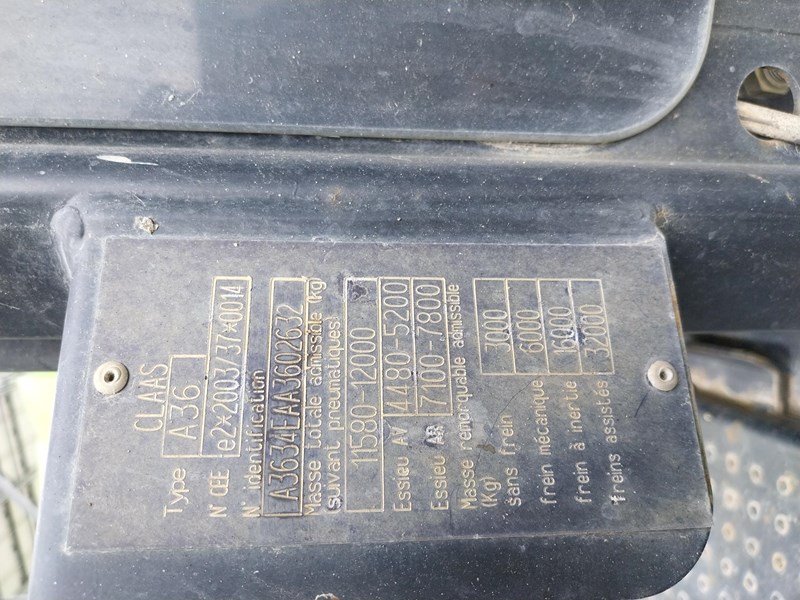 CLAAS
Type A36
N° CEE e2*2003/37*0014
N° identification
A3634EAA3602632
Masse totale admissible (kg)
(suivant pneumatiques)
11580-12000
Essieu AV 4480-5200
Essieu AR 7100-7800
Masse remorquable admissible
(Kg)
sans frein
frein mécanique 6000
frein à inertie 16000
freins assistés 32000